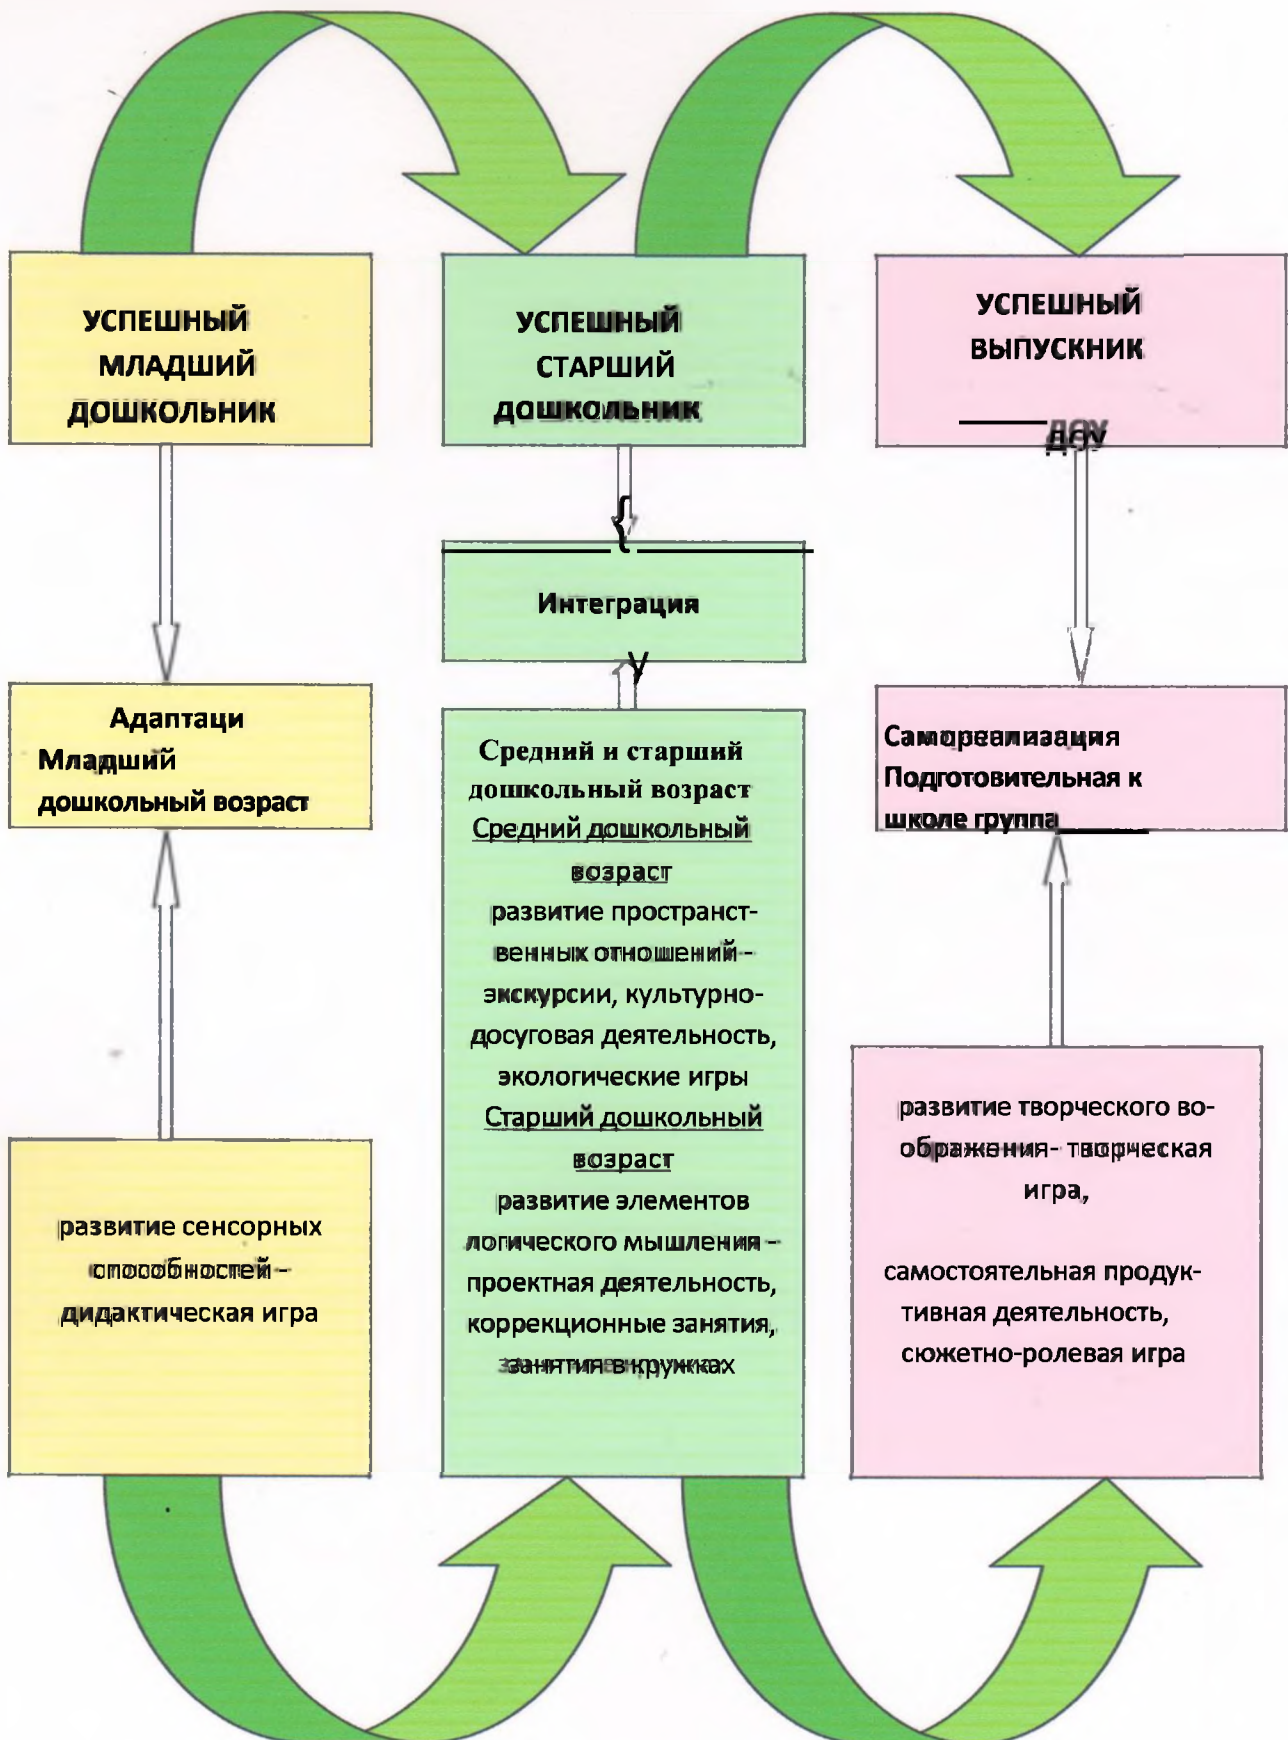 УСПЕШНЫЙ
МЛАДШИЙ
ДОШКОЛЬНИК
УСПЕШНЫЙ
СТАРШИЙ
ДОШКОЛЬНИК
УСПЕШНЫЙ
ВЫПУСКНИК
ДОУ
{
Интеграция
у
Адаптаци
Младший
дошкольный возраст
Средний и старший
дошкольный возраст
Средний дошкольный
возраст
развитие пространст-
венных отношений –
экскурсии, культурно-
досуговая деятельность,
экологические игры
Старший дошкольный
возраст
развитие элементов
логического мышления –
проектная деятельность,
коррекционные занятия,
занятия в кружках
Самореализация
Подготовительная к
школе группа
развитие сенсорных
способностей –
дидактическая игра
развитие творческого во-
ображения- творческая
игра,
самостоятельная продук-
тивная деятельность,
сюжетно-ролевая игра